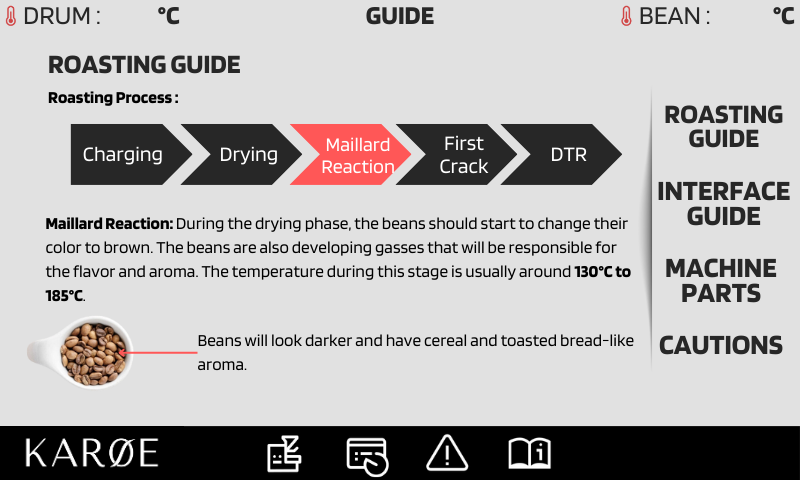 DRUM : °C GUIDE BEAN : °C
ROASTING GUIDE
Roasting Process :
Charging
Drying
Maillard
Reaction
First
Crack
DTR
Maillard Reaction: During the drying phase, the beans should start to change their
color to brown. The beans are also developing gasses that will be responsible for
the flavor and aroma. The temperature during this stage is usually around 130°C to
185°C.
Beans will look darker and have cereal and toasted bread-like
aroma.
ROASTING
GUIDE
INTERFACE
GUIDE
MACHINE
PARTS
CAUTIONS
KARØE